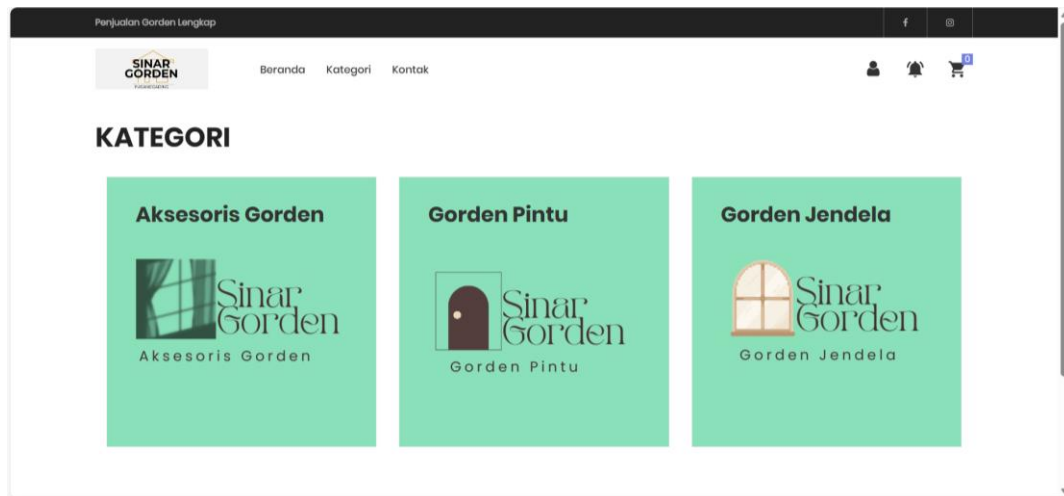 Penjualan Gorden Lengkap
SINAR
GORDEN
Beranda Kategori Kontak
0
KATEGORI
Aksesoris Gorden
Sinar
Gorden
Aksesoris Gorden
Gorden Pintu
Sinar
Gorden
Gorden Pintu
Gorden Jendela
Sinar
Gorden
Gorden Jendela